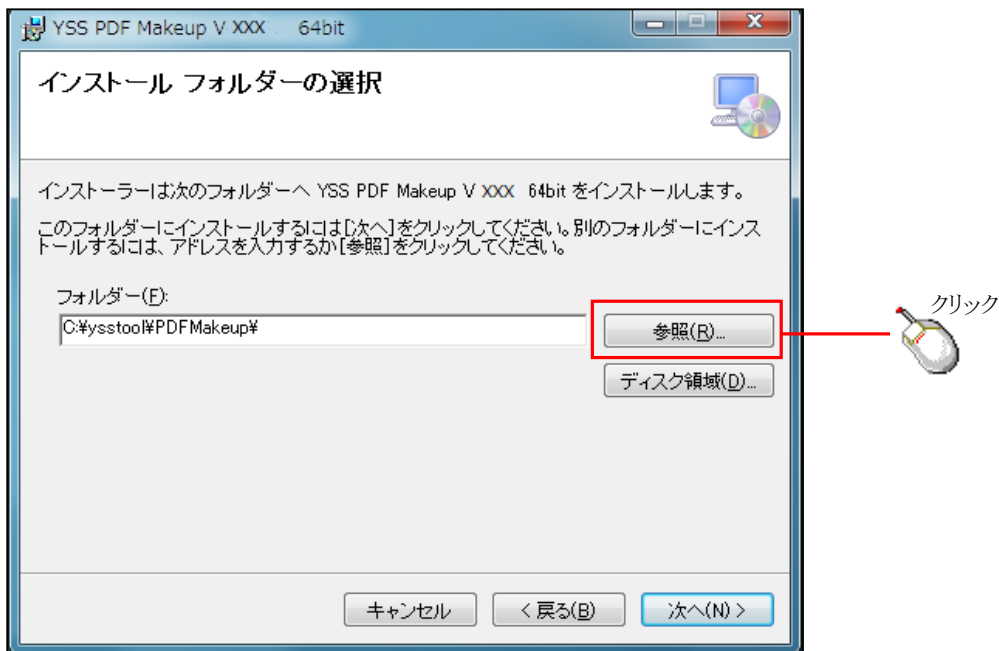 YSS PDF Makeup V XXX 64bit
インストール フォルダーの選択
インストーラーは次のフォルダーへ YSS PDF Makeup V XXX 64bit をインストールします。
このフォルダーにインストールするには[次へ]をクリックしてください。別のフォルダーにインス
トールするには、アドレスを入力するか[参照]をクリックしてください。
フォルダー(F):
C:¥ysstool¥PDFMakeup¥
参照(R)...
クリック
ディスク領域(D)...
キャンセル
< 戻る(B)
次へ(N) >